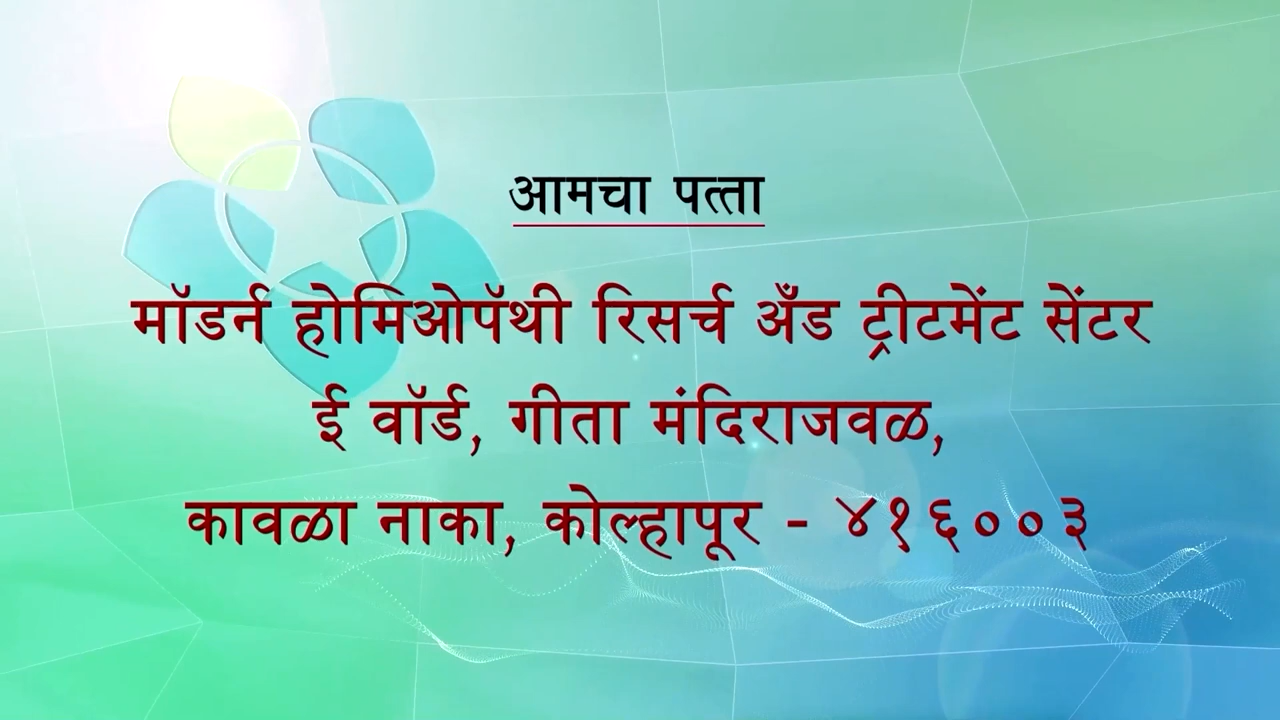 आमचा पत्ता
मॉडर्न होमिओपॅथी रिसर्च अँड ट्रीटमेंट सेंटर
ई वॉर्ड, गीता मंदिराजवळ,
कावळा नाका, कोल्हापूर - ४१६००३